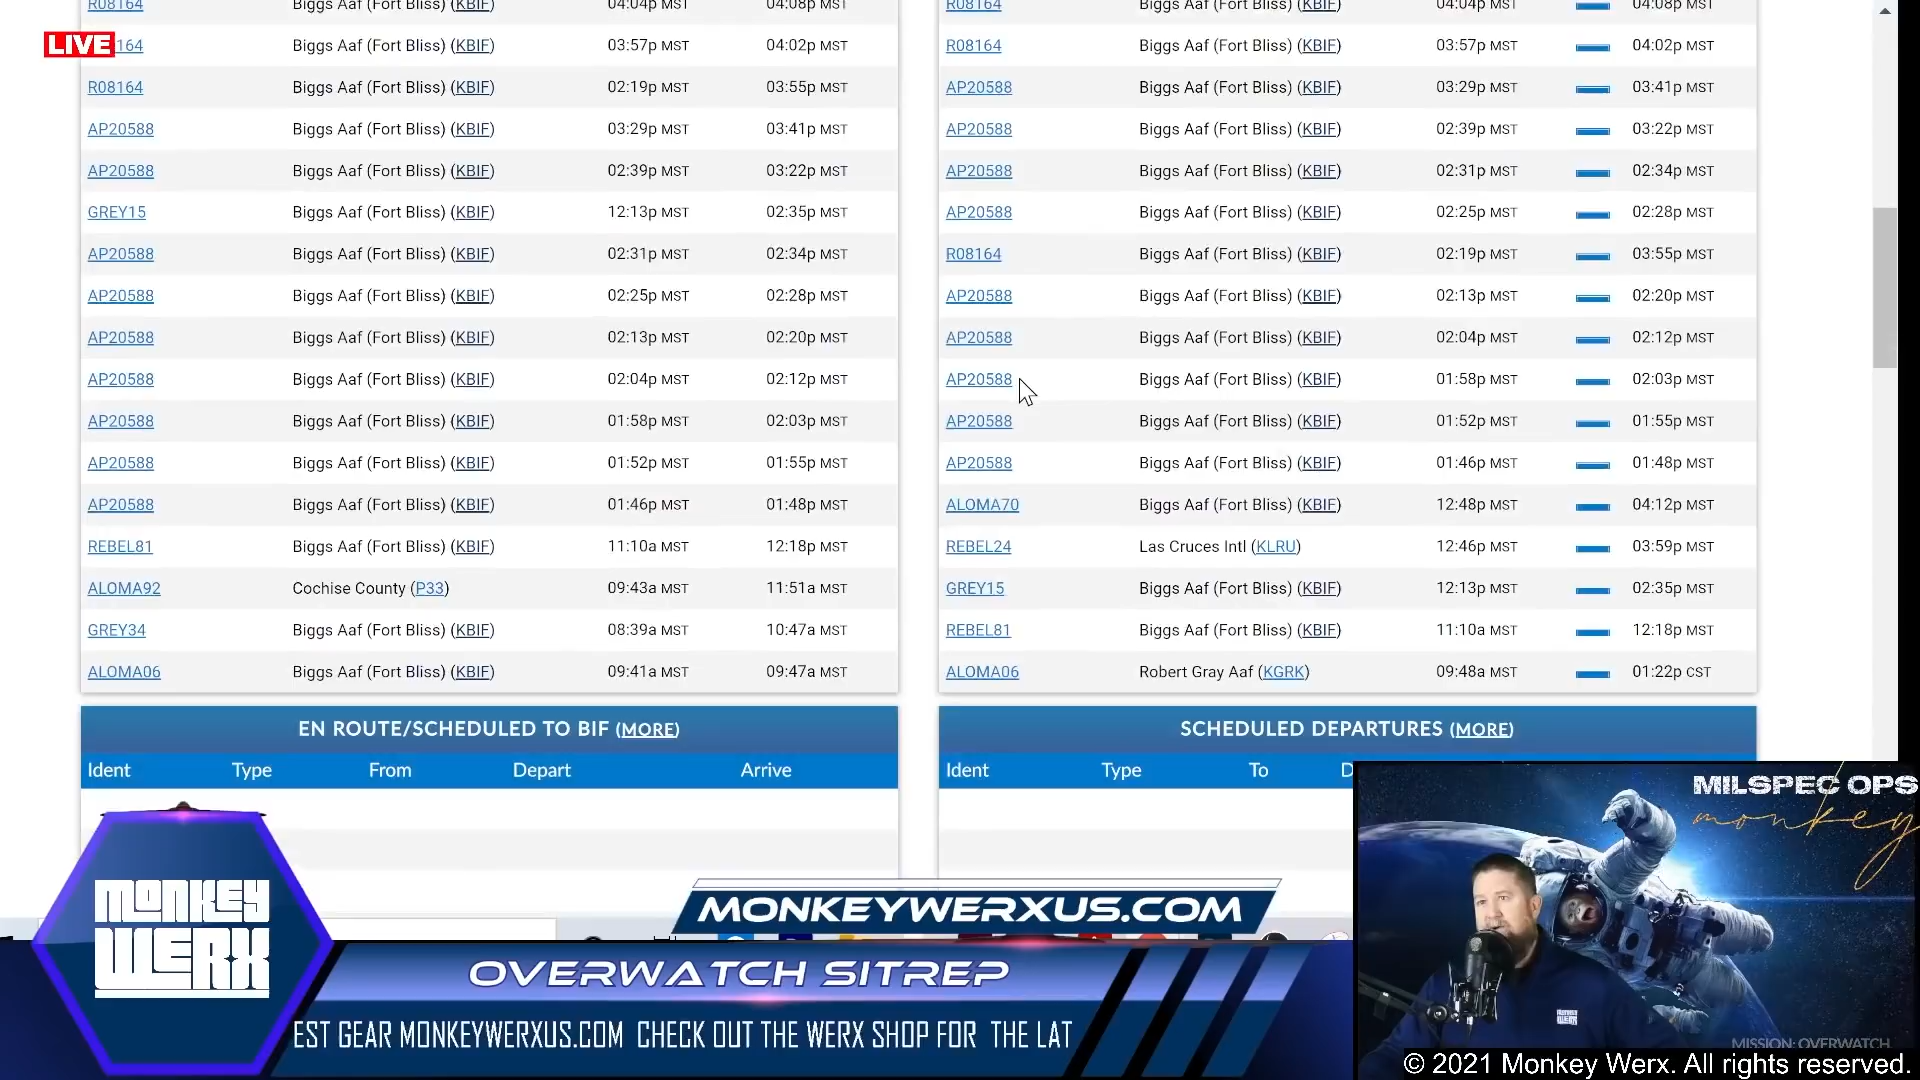 R08164 Biggs Aaf (Fort Bliss) (KBIF) 04:04p MST 04:08p MST R08164 Biggs Aaf (Fort Bliss) (KBIF) 04:04p MST 04:08p MST
LIVE 164 Biggs Aaf (Fort Bliss) (KBIF) 03:57p MST 04:02p MST R08164 Biggs Aaf (Fort Bliss) (KBIF) 03:57p MST 04:02p MST
R08164 Biggs Aaf (Fort Bliss) (KBIF) 02:19p MST 03:55p MST AP20588 Biggs Aaf (Fort Bliss) (KBIF) 03:29p MST 03:41p MST
AP20588 Biggs Aaf (Fort Bliss) (KBIF) 03:29p MST 03:41p MST AP20588 Biggs Aaf (Fort Bliss) (KBIF) 02:39p MST 03:22p MST
AP20588 Biggs Aaf (Fort Bliss) (KBIF) 02:39p MST 03:22p MST AP20588 Biggs Aaf (Fort Bliss) (KBIF) 02:31p MST 02:34p MST
GREY15 Biggs Aaf (Fort Bliss) (KBIF) 12:13p MST 02:35p MST AP20588 Biggs Aaf (Fort Bliss) (KBIF) 02:25p MST 02:28p MST
AP20588 Biggs Aaf (Fort Bliss) (KBIF) 02:31p MST 02:34p MST R08164 Biggs Aaf (Fort Bliss) (KBIF) 02:19p MST 03:55p MST
AP20588 Biggs Aaf (Fort Bliss) (KBIF) 02:25p MST 02:28p MST AP20588 Biggs Aaf (Fort Bliss) (KBIF) 02:13p MST 02:20p MST
AP20588 Biggs Aaf (Fort Bliss) (KBIF) 02:13p MST 02:20p MST AP20588 Biggs Aaf (Fort Bliss) (KBIF) 02:04p MST 02:12p MST
AP20588 Biggs Aaf (Fort Bliss) (KBIF) 02:04p MST 02:12p MST AP20588 Biggs Aaf (Fort Bliss) (KBIF) 01:58p MST 02:03p MST
AP20588 Biggs Aaf (Fort Bliss) (KBIF) 01:58p MST 02:03p MST AP20588 Biggs Aaf (Fort Bliss) (KBIF) 01:52p MST 01:55p MST
AP20588 Biggs Aaf (Fort Bliss) (KBIF) 01:52p MST 01:55p MST AP20588 Biggs Aaf (Fort Bliss) (KBIF) 01:46p MST 01:48p MST
AP20588 Biggs Aaf (Fort Bliss) (KBIF) 01:46p MST 01:48p MST ALOMA70 Biggs Aaf (Fort Bliss) (KBIF) 12:48p MST 04:12p MST
REBEL81 Biggs Aaf (Fort Bliss) (KBIF) 11:10a MST 12:18p MST REBEL24 Las Cruces Intl (KLRU) 12:46p MST 03:59p MST
ALOMA92 Cochise County (P33) 09:43a MST 11:51a MST GREY15 Biggs Aaf (Fort Bliss) (KBIF) 12:13p MST 02:35p MST
GREY34 Biggs Aaf (Fort Bliss) (KBIF) 08:39a MST 10:47a MST REBEL81 Biggs Aaf (Fort Bliss) (KBIF) 11:10a MST 12:18p MST
ALOMA06 Biggs Aaf (Fort Bliss) (KBIF) 09:41a MST 09:47a MST ALOMA06 Robert Gray Aaf (KGRK) 09:48a MST 01:22p CST
EN ROUTE/SCHEDULED TO BIF (MORE) SCHEDULED DEPARTURES (MORE)
Ident Type From Depart Arrive Ident Type To D
MILSPEC OPS
monkey
MONKEY
WERX
MONKEYWERXUS.COM
OVERWATCH SITREP
EST GEAR MONKEYWERXUS.COM CHECK OUT THE WERX SHOP FOR THE LAT
MISSION: OVERWATCH
© 2021 Monkey Werx. All rights reserved.